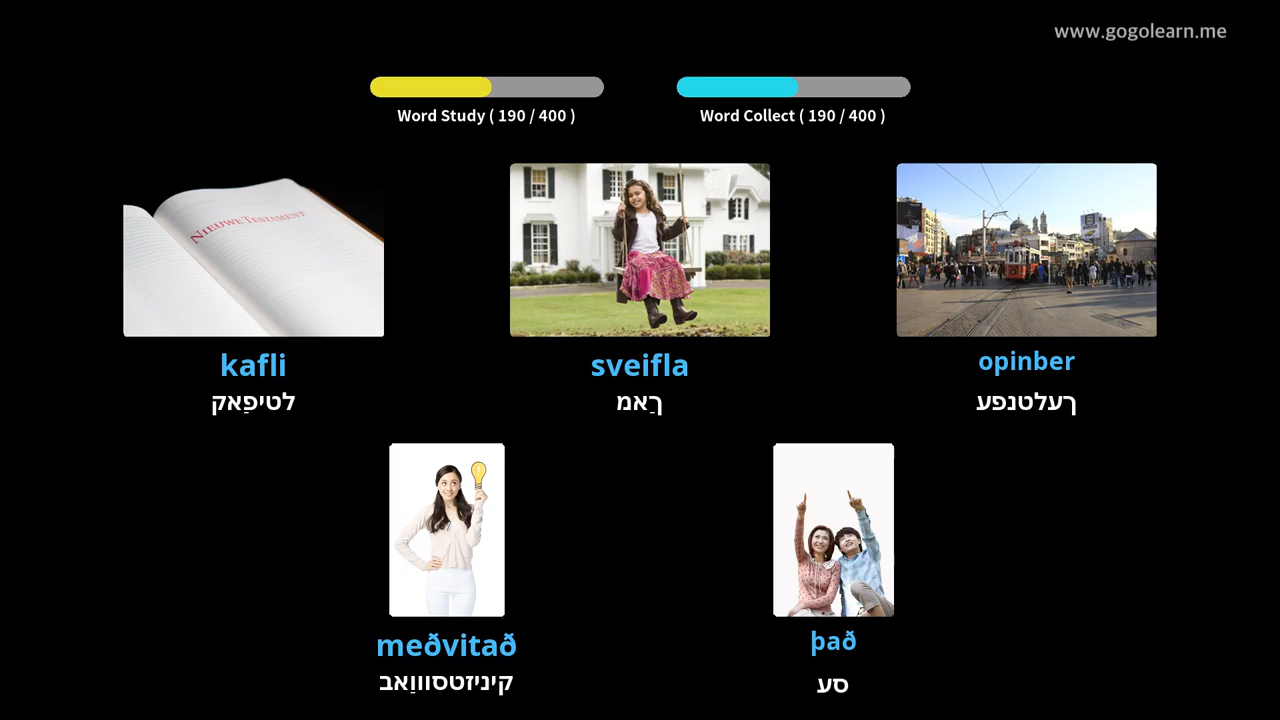 www.gogolearn.me
Word Study ( 190 / 400 )
Word Collect ( 190 / 400 )
NIEUWE TESTAMENT
kafli
sveifla
opinber
לטיפַאק
ךַאמ
ךעלטנפע
meðvitað
það
קיניזטסוווַאב
סע